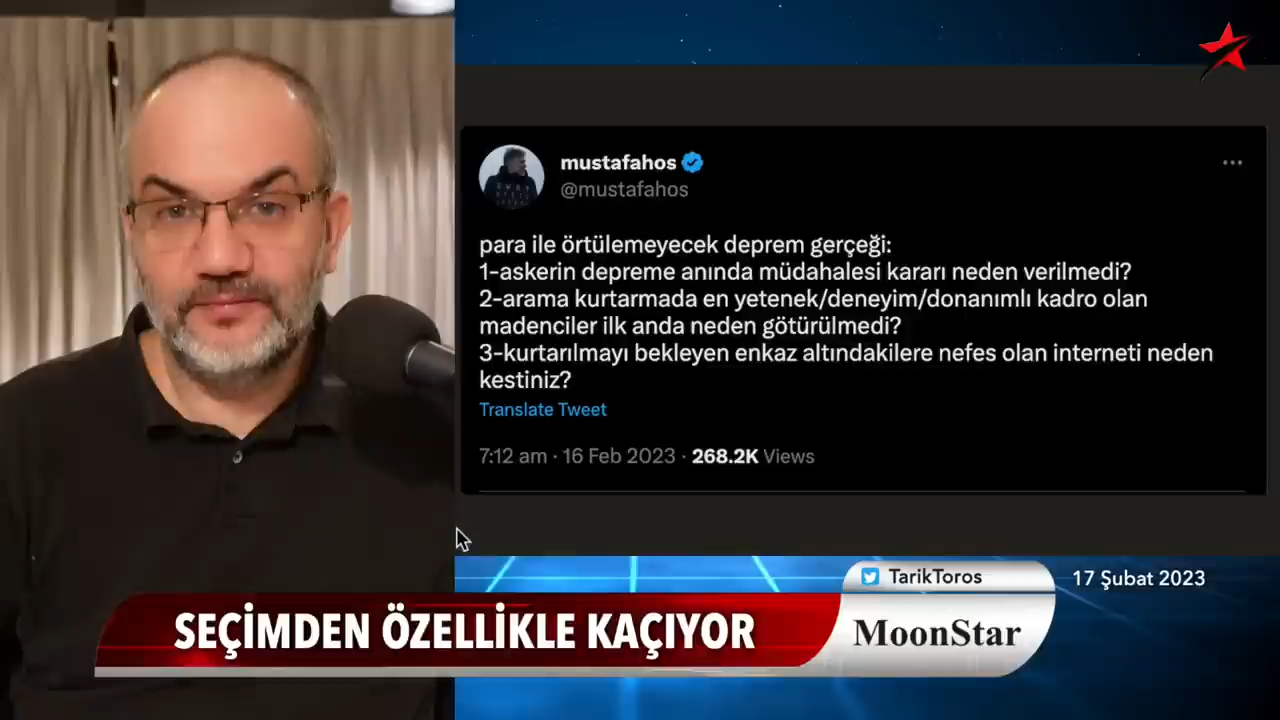 mustafahos
@mustafahos
para ile örtülemeyecek deprem gerçeği:
1-askerin depreme anında müdahalesi kararı neden verilmedi?
2-arama kurtarmada en yetenek/deneyim/donanımlı kadro olan
madenciler ilk anda neden götürülmedi?
3-kurtarılmayı bekleyen enkaz altındakilere nefes olan interneti neden
kestiniz?
Translate Tweet
7:12 am · 16 Feb 2023 · 268.2K Views
TarikToros
17 Şubat 2023
SEÇİMDEN ÖZELLİKLE KAÇIYOR
MoonStar